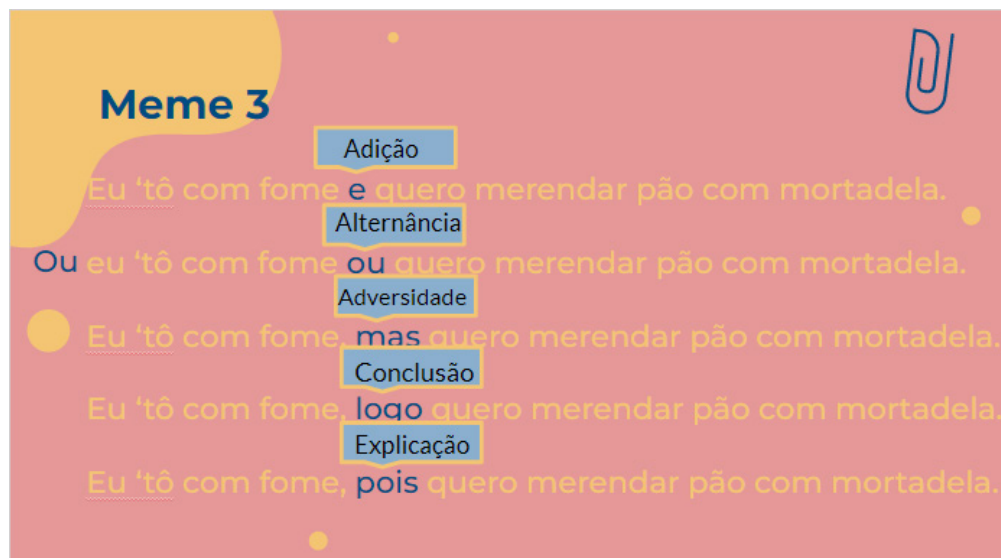 Meme 3
Adição
Eu ‘tô com fome e quero merendar pão com mortadela.
Alternância
Ou eu ‘tô com fome ou quero merendar pão com mortadela.
Adversidade
Eu ‘tô com fome, mas quero merendar pão com mortadela.
Conclusão
Eu ‘tô com fome, logo quero merendar pão com mortadela.
Explicação
Eu ‘tô com fome, pois quero merendar pão com mortadela.